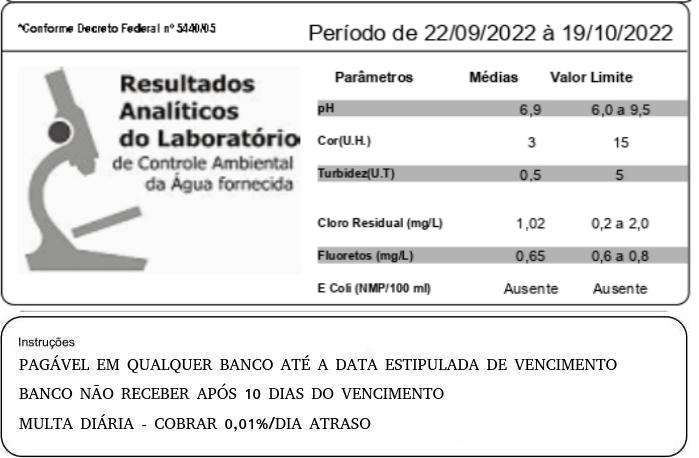 *Conforme Decreto Federal nº 5440/05
Período de 22/09/2022 à 19/10/2022
Resultados
Analíticos
do Laboratório
de Controle Ambiental
da Água fornecida
Parâmetros Médias Valor Limite
pH 6,9 6,0 a 9,5
Cor(U.H.) 3 15
Turbidez(U.T) 0,5 5
Cloro Residual (mg/L) 1,02 0,2 a 2,0
Fluoretos (mg/L) 0,65 0,6 a 0,8
E Coli (NMP/100 ml) Ausente Ausente
Instruções
PAGÁVEL EM QUALQUER BANCO ATÉ A DATA ESTIPULADA DE VENCIMENTO
BANCO NÃO RECEBER APÓS 10 DIAS DO VENCIMENTO
MULTA DIÁRIA - COBRAR 0,01%/DIA ATRASO